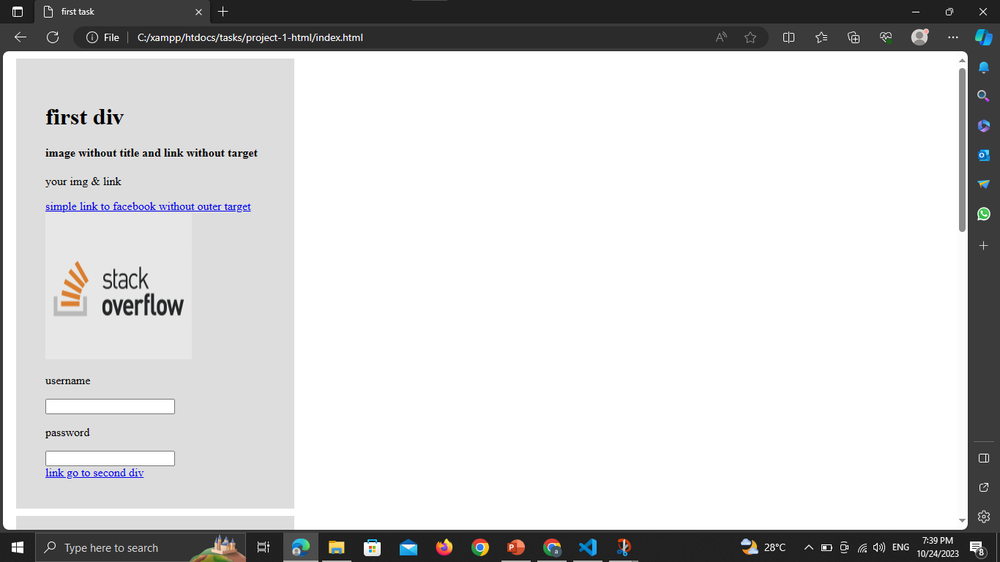 first task
File
C:/xampp/htdocs/tasks/project-1-html/index.html
first div
image without title and link without target
your img & link
simple link to facebook without outer target
stack
overflow
username
password
link go to second div
Type here to search
28°C
ENG
7:39 PM
10/24/2023
8